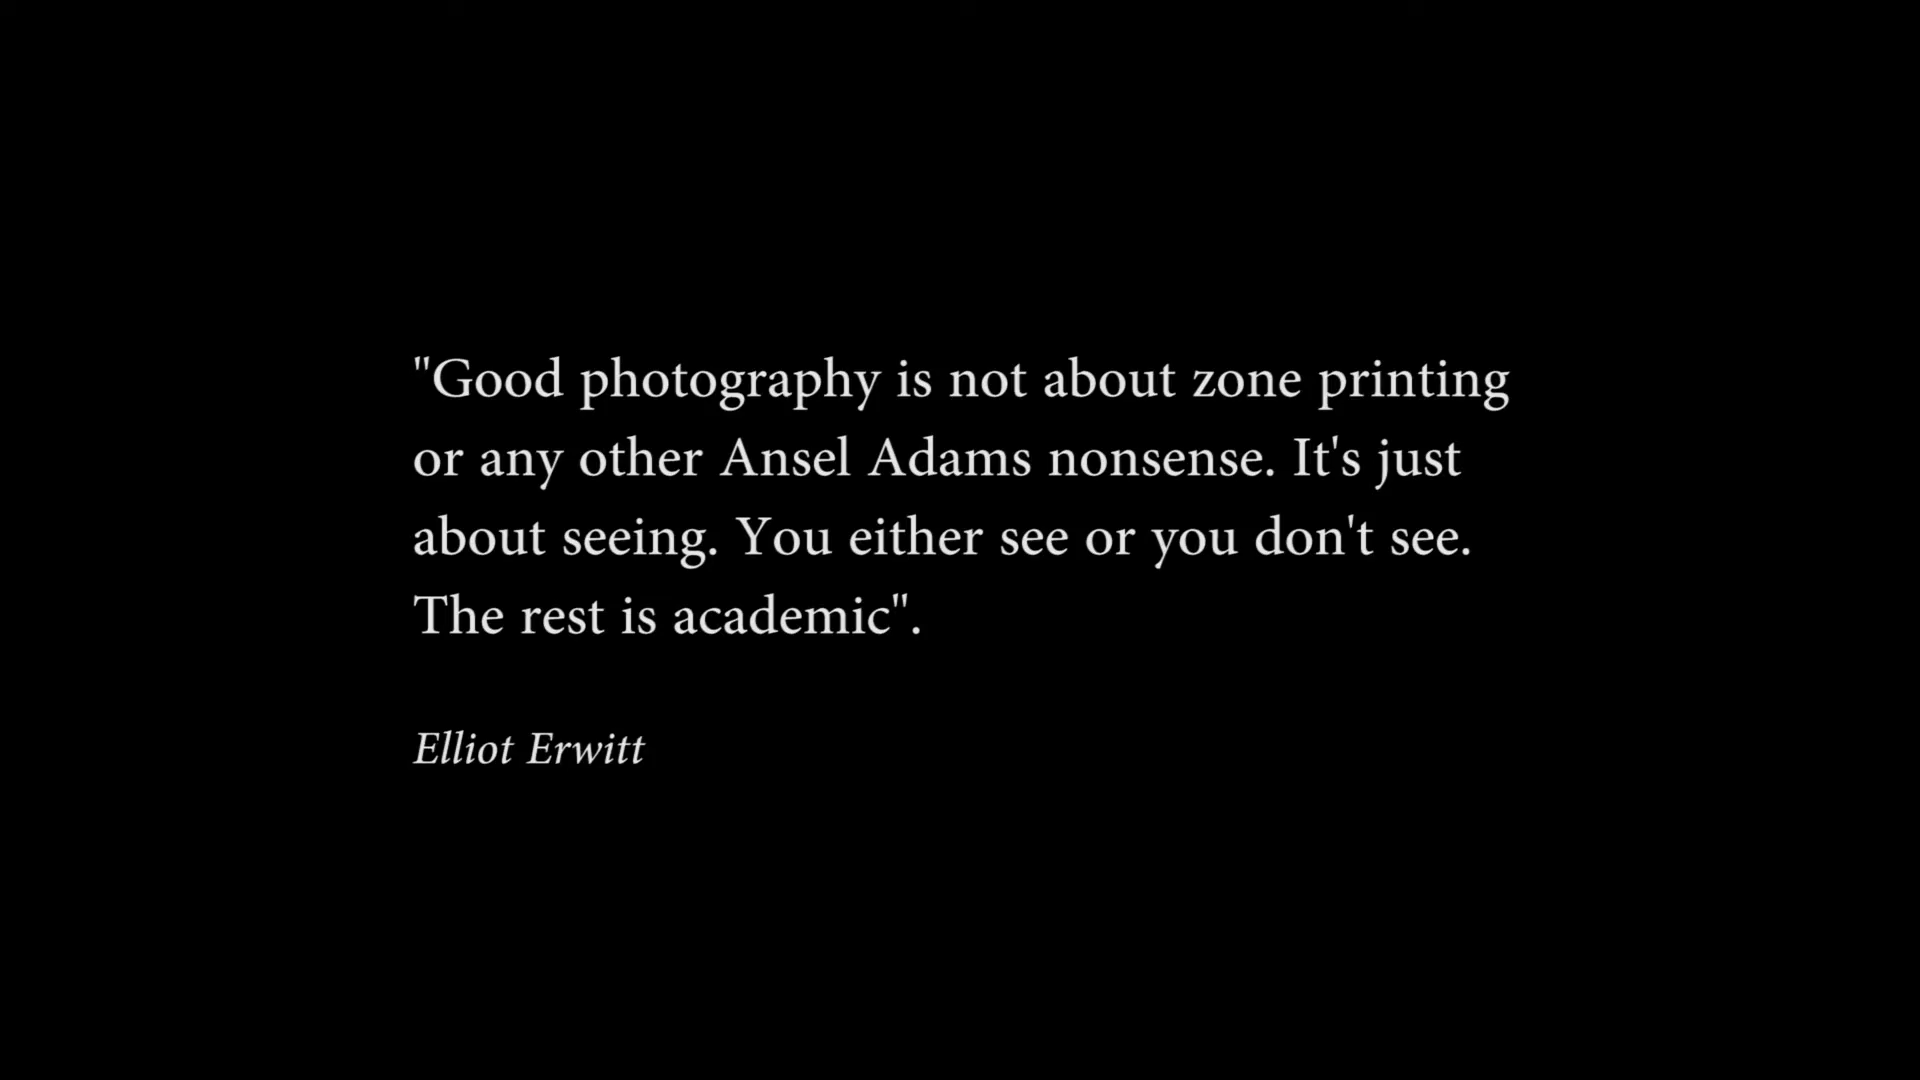 "Good photography is not about zone printing
or any other Ansel Adams nonsense. It's just
about seeing. You either see or you don't see.
The rest is academic".
Elliot Erwitt